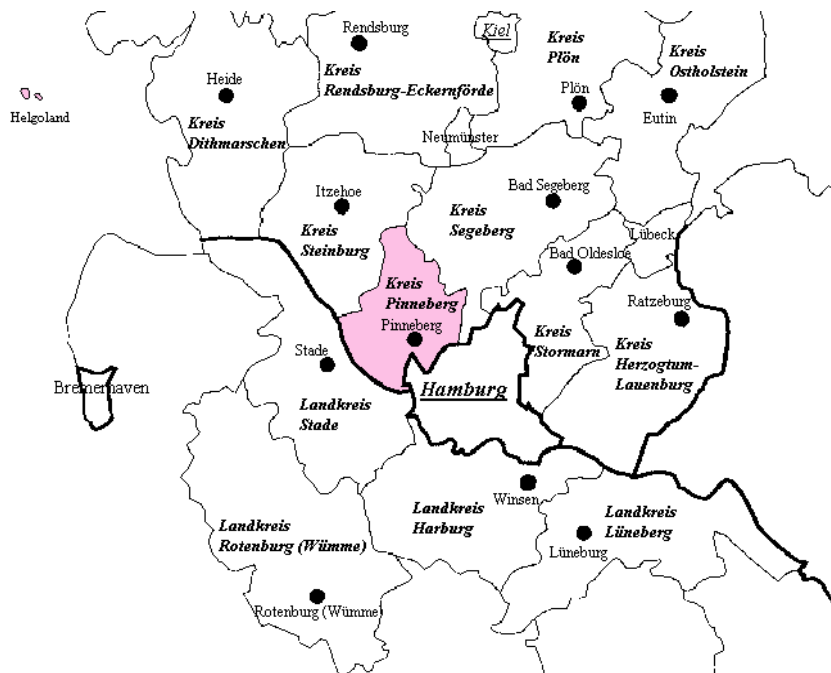 Rendsburg
Kiel
Kreis
Plön
Kreis
Ostholstein
Heide
Kreis
Rendsburg-Eckernförde
Plön
Helgoland
Eutin
Kreis
Dithmarschen
Neumünster
Itzehoe
Bad Segeberg
Kreis
Steinburg
Kreis
Segeberg
Lübeck
Bad Oldesloe
Kreis
Pinneberg
Ratzeburg
Pinneberg
Kreis
Stormarn
Kreis
Herzogtum-
Lauenburg
Stade
Bremerhaven
Hamburg
Landkreis
Stade
Winsen
Landkreis
Harburg
Landkreis
Lüneberg
Landkreis
Rotenburg (Wümme)
Lüneburg
Rotenburg (Wümme)